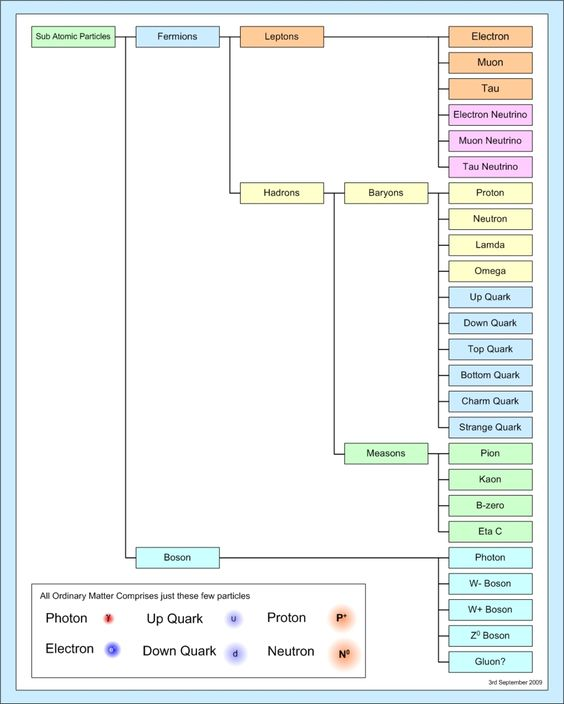 Sub Atomic Particles
Fermions
Leptons
Electron
Muon
Tau
Electron Neutrino
Muon Neutrino
Tau Neutrino
Hadrons
Baryons
Proton
Neutron
Lamda
Omega
Up Quark
Down Quark
Top Quark
Bottom Quark
Charm Quark
Strange Quark
Measons
Pion
Kaon
B-zero
Eta C
Boson
Photon
W- Boson
W+ Boson
Z⁰ Boson
Gluon?
All Ordinary Matter Comprises just these few particles
Photon γ Up Quark u Proton P⁺
Electron e Down Quark d Neutron N⁰
3rd September 2009